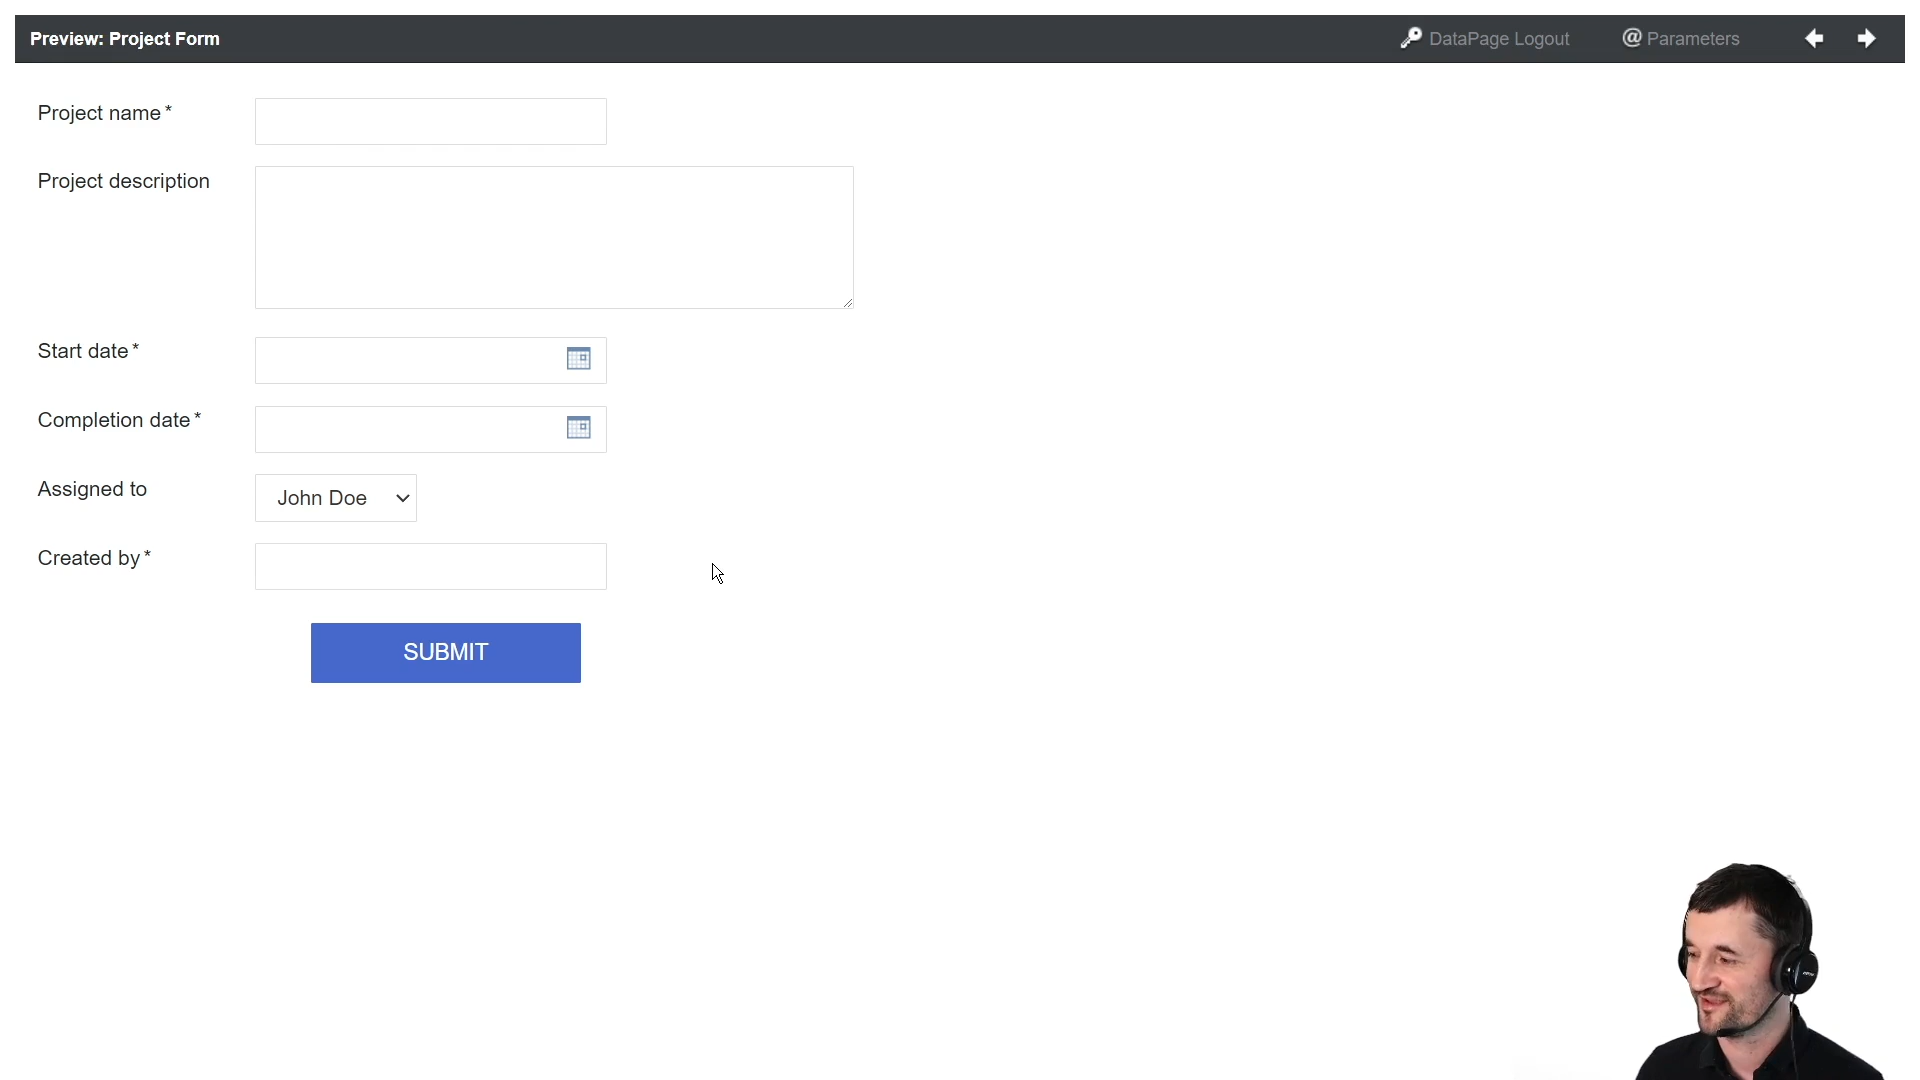 Preview: Project Form
DataPage Logout
@ Parameters
Project name *
Project description
Start date *
Completion date *
Assigned to
John Doe
Created by *
SUBMIT